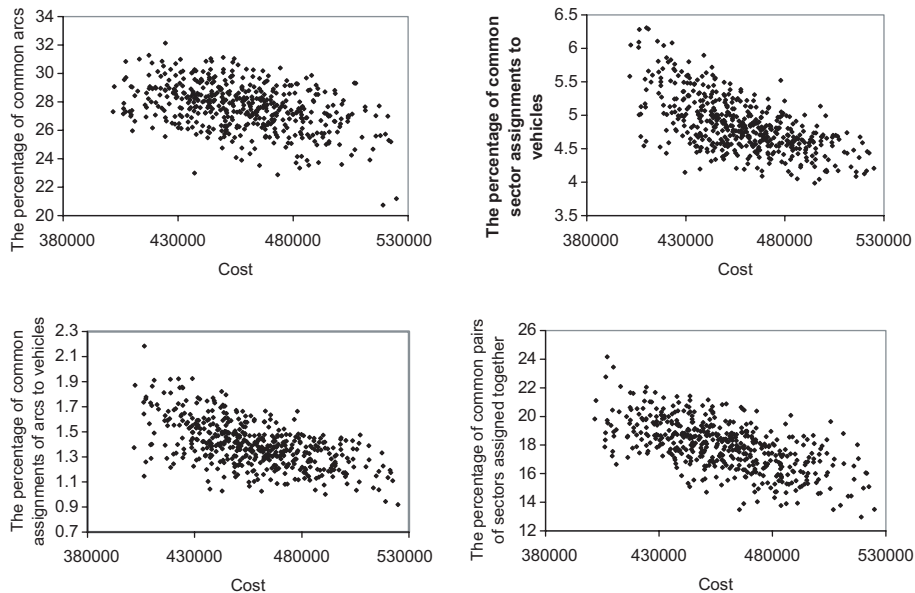 The percentage of common arcs
34
32
30
28
26
24
22
20
380000 430000 480000 530000
Cost
The percentage of common
sector assignments to
vehicles
6.5
6
5.5
5
4.5
4
3.5
380000 430000 480000 530000
Cost
The percentage of common
assignments of arcs to vehicles
2.3
2.1
1.9
1.7
1.5
1.3
1.1
0.9
0.7
380000 430000 480000 530000
Cost
The percentage of common pairs
of sectors assigned together
26
24
22
20
18
16
14
12
380000 430000 480000 530000
Cost